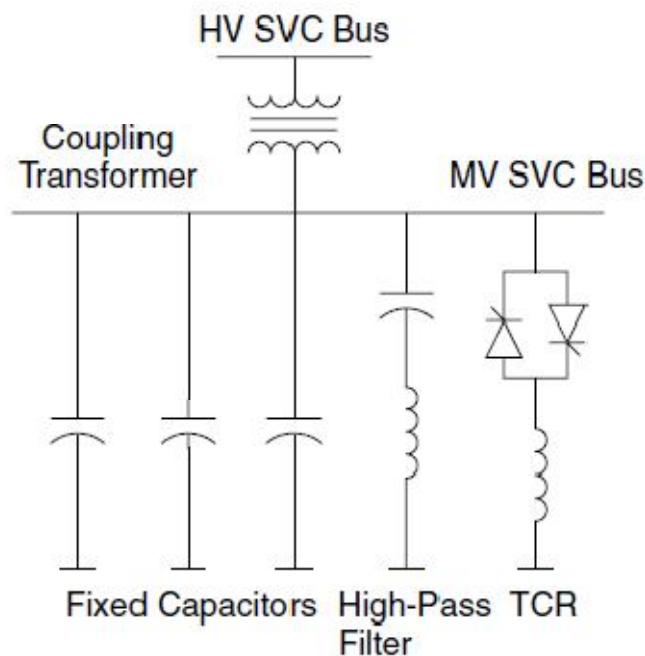 HV SVC Bus
Coupling
Transformer
MV SVC Bus
Fixed Capacitors
High-Pass
Filter
TCR